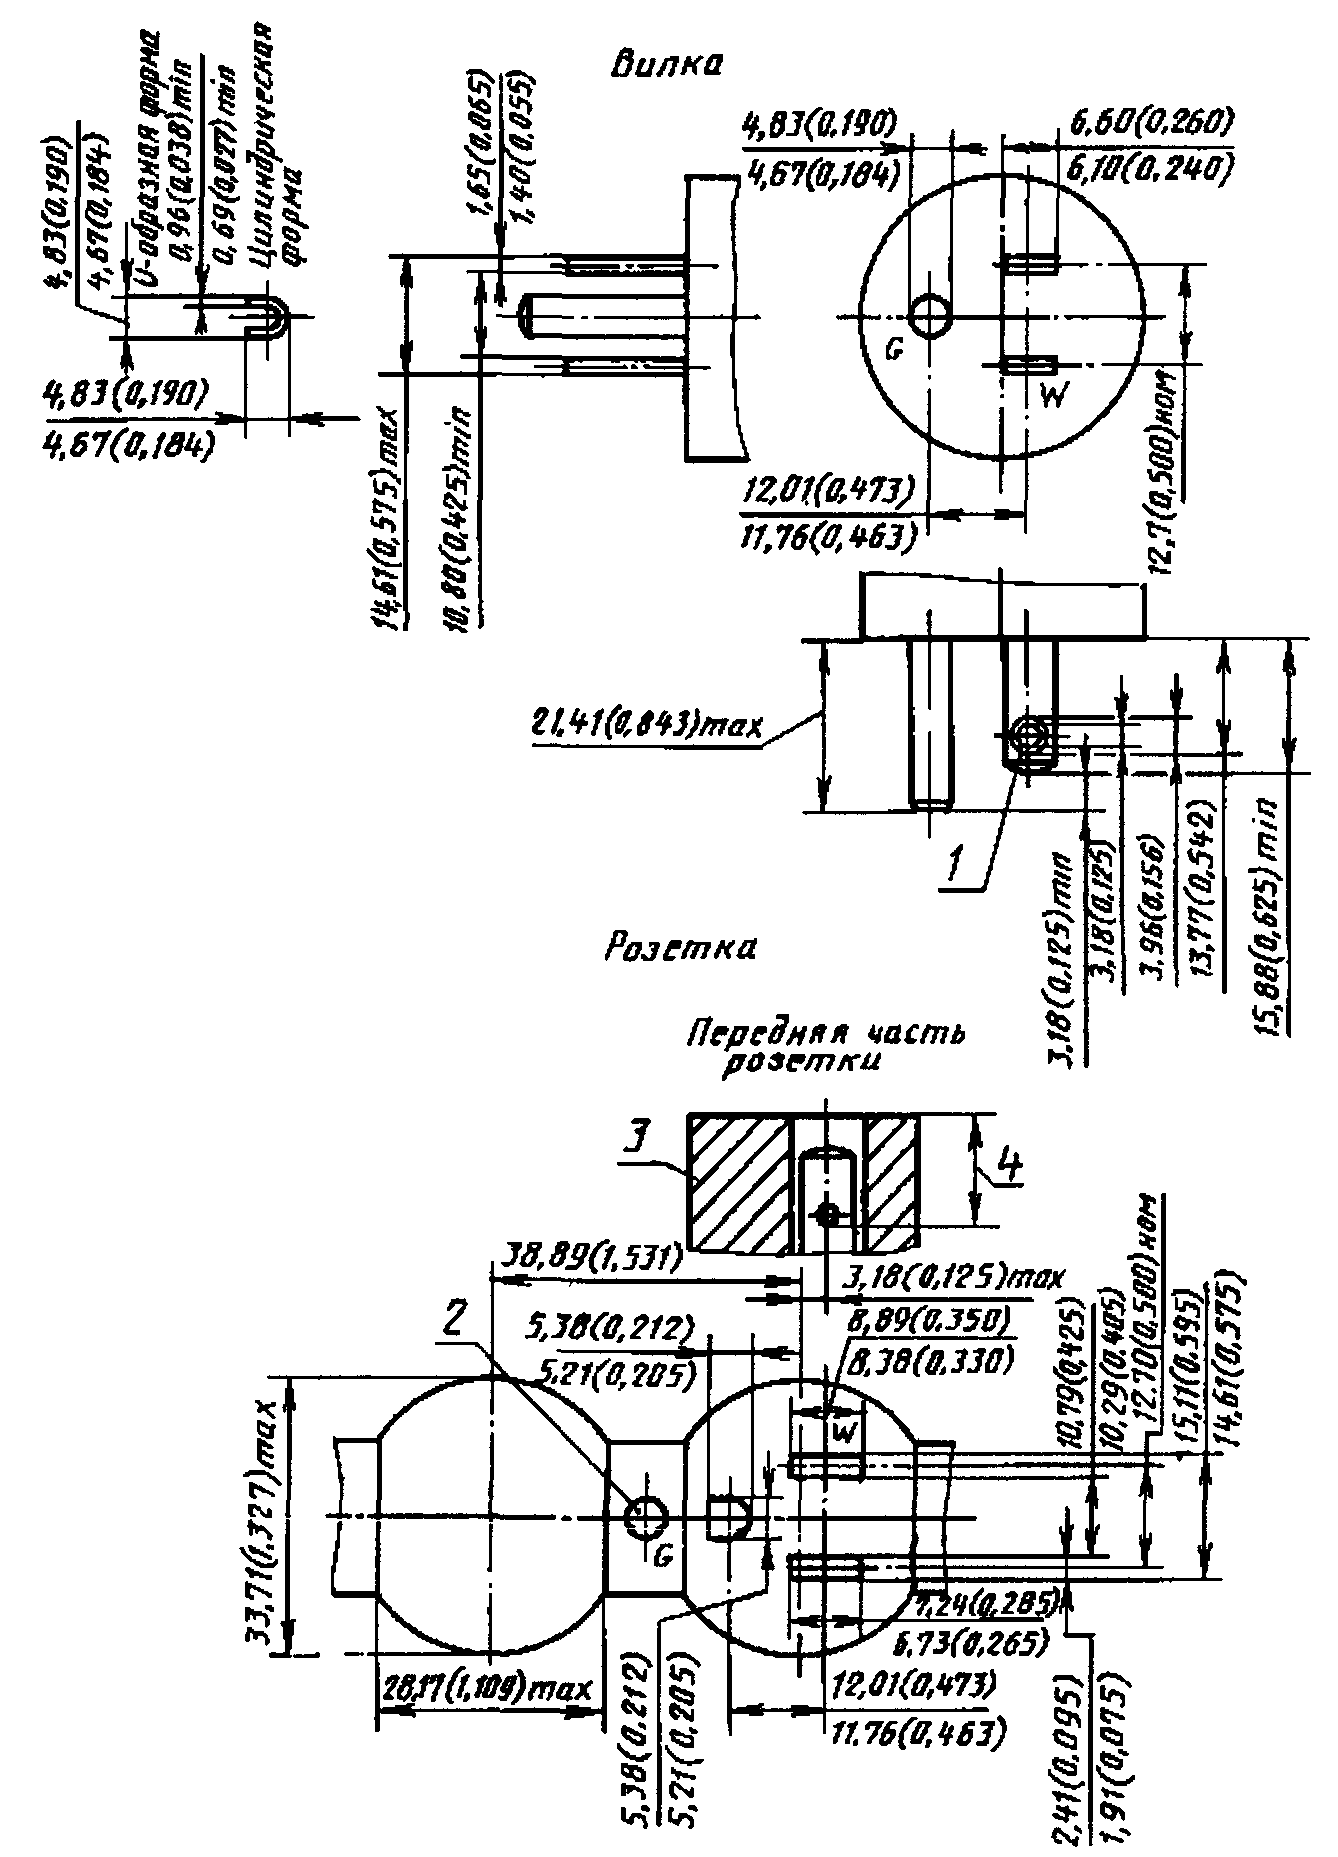 Вилка
4,83(0,190)
4,67(0,184)
U-образная форма
0,96(0,038)min
0,69(0,027)min
Цилиндрическая
форма
4,83(0,190)
4,67(0,184)
1,65(0,065)
1,40(0,055)
14,61(0,575)max
10,80(0,425)min
4,83(0,190)
4,67(0,184)
6,60(0,260)
6,10(0,240)
G
W
12,7(0,500)ном
12,01(0,473)
11,76(0,463)
21,41(0,843)max
1
3,18(0,125)min
3,18(0,125)
3,96(0,156)
13,77(0,542)
15,88(0,625)min
Розетка
Передняя часть
розетки
3
4
38,89(1,531)
3,18(0,125)max
2
5,38(0,212)
5,21(0,205)
8,89(0.350)
8,38(0,330)
10,79(0,425)
10,29(0,405)
12.70(0,500)ном
15,11(0,595)
14,61(0,575)
W
G
33,71(1,327)max
28,17(1,109)max
5,38(0,212)
5,21(0,205)
7,24(0,285)
6,73(0,265)
12,01(0,473)
11.76(0,463)
2,41(0,095)
1,91(0,075)